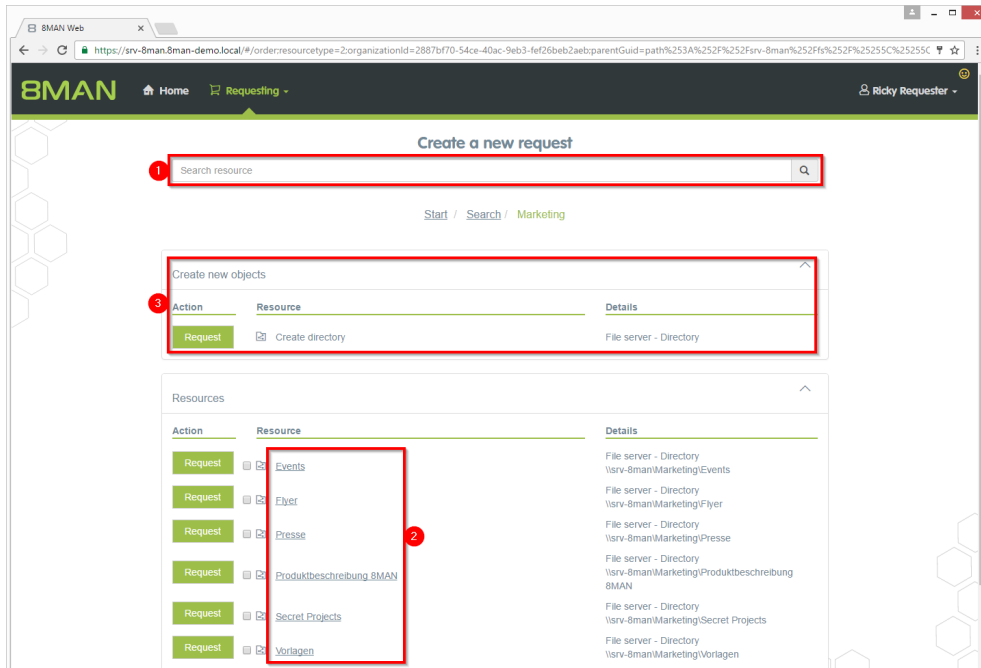 8MAN Web
https://srv-8man.8man-demo.local/#/order:resourcetype=2;organizationId=2887bf70-54ce-40ac-9eb3-fef26beb2aeb;parentGuid=path%253A%252F%252Fsrv-8man%252Ffs%252F%25255C%25255C
8MAN Home Requesting Ricky Requester
Create a new request
1 Search resource
Start / Search / Marketing
Create new objects
3 Action Resource Details
Request Create directory File server - Directory
Resources
Action Resource Details
Request Events File server - Directory
\\srv-8man\Marketing\Events
Request Flyer File server - Directory
\\srv-8man\Marketing\Flyer
Request Presse File server - Directory
\\srv-8man\Marketing\Presse
2
Request Produktbeschreibung 8MAN File server - Directory
\\srv-8man\Marketing\Produktbeschreibung
8MAN
Request Secret Projects File server - Directory
\\srv-8man\Marketing\Secret Projects
Request Vorlagen File server - Directory
\\srv-8man\Marketing\Vorlagen